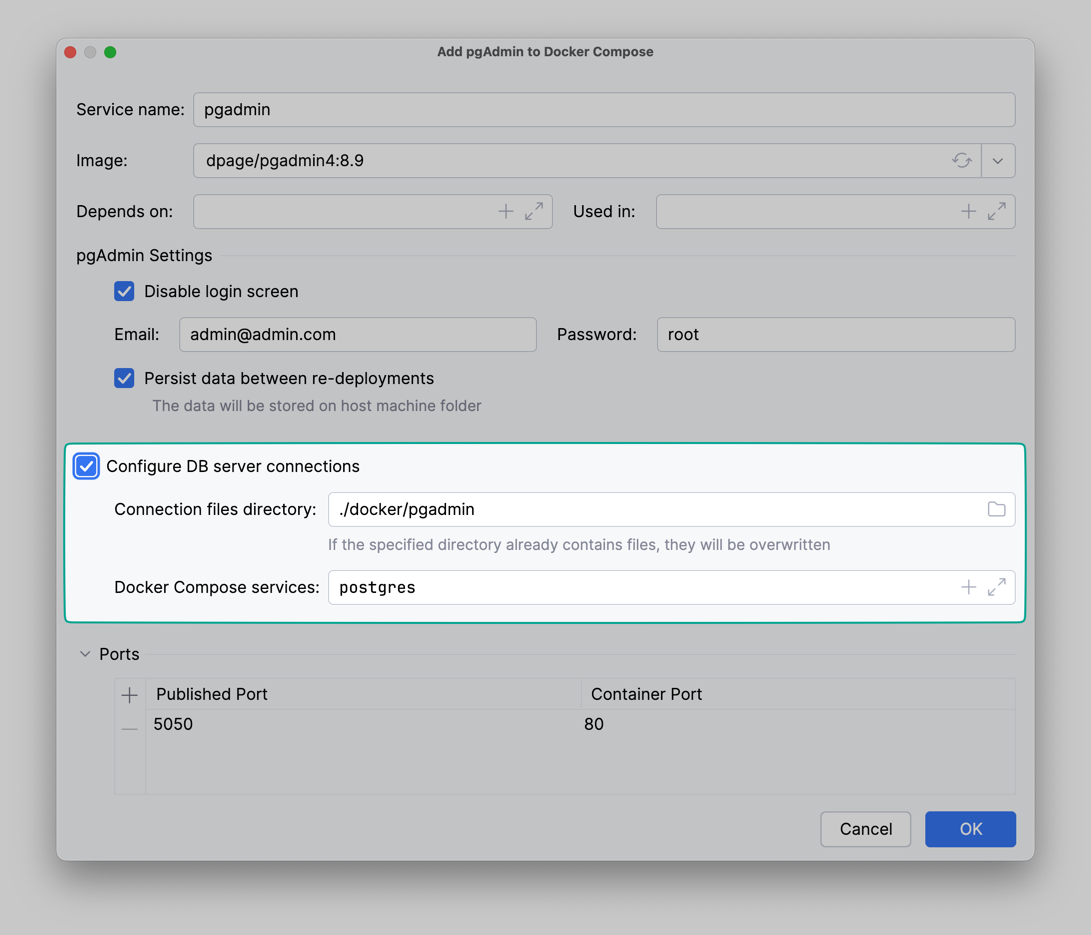 Add pgAdmin to Docker Compose
Service name: pgadmin
Image: dpage/pgadmin4:8.9
Depends on: Used in:
pgAdmin Settings
Disable login screen
Email: admin@admin.com Password: root
Persist data between re-deployments
The data will be stored on host machine folder
Configure DB server connections
Connection files directory: ./docker/pgadmin
If the specified directory already contains files, they will be overwritten
Docker Compose services: postgres
Ports
Published Port Container Port
5050 80
Cancel OK